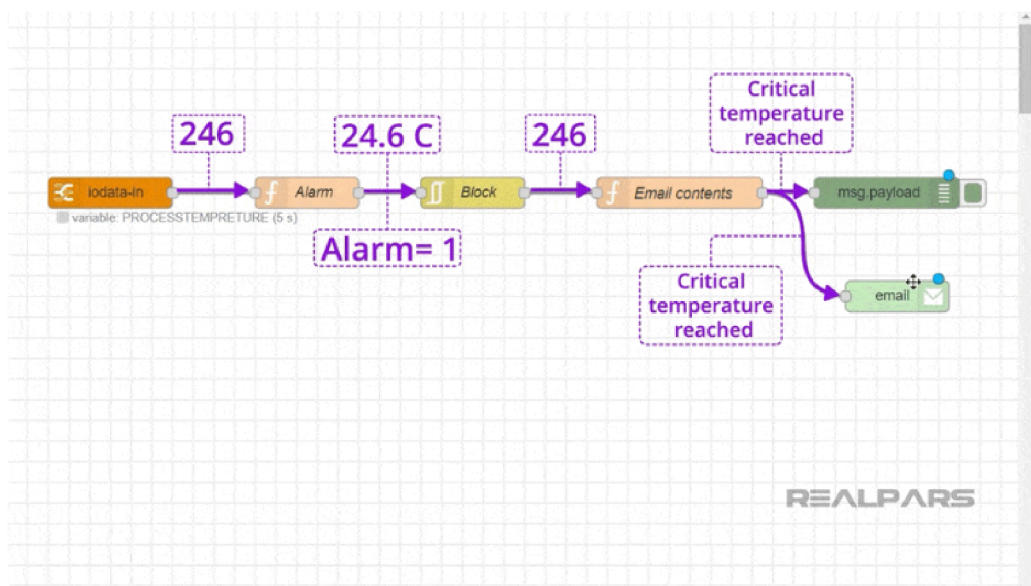 Critical
temperature
reached
246
24.6 C
246
iodata-in
Alarm
Block
Email contents
msg.payload
variable: PROCESSTEMPRETURE (5 s)
Alarm= 1
Critical
temperature
reached
email
REALPARS